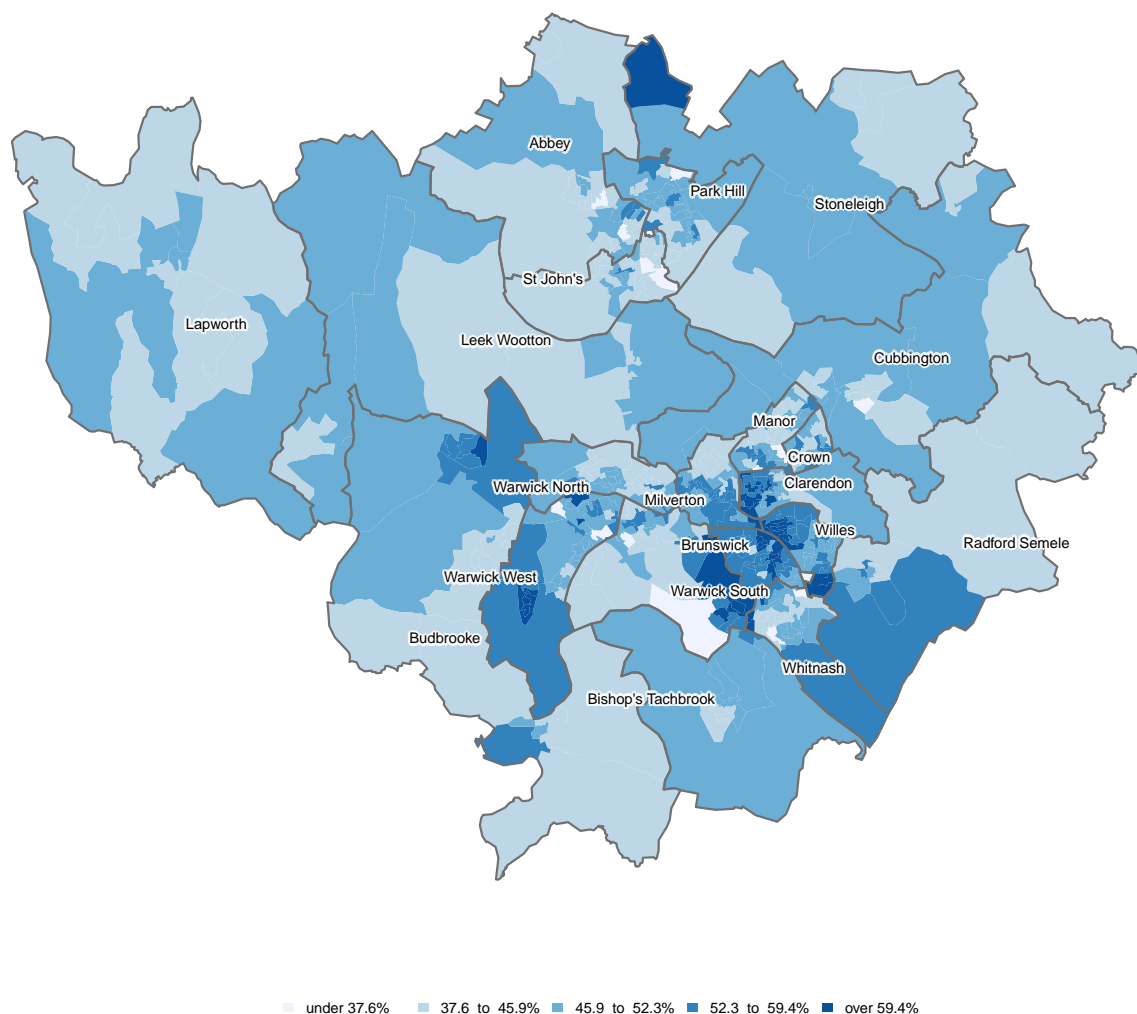 Abbey
Park Hill
Stoneleigh
St John's
Lapworth
Leek Wootton
Cubbington
Manor
Crown
Warwick North
Clarendon
Milverton
Willes
Brunswick
Radford Semele
Warwick West
Warwick South
Budbrooke
Whitnash
Bishop's Tachbrook
under 37.6% 37.6 to 45.9% 45.9 to 52.3% 52.3 to 59.4% over 59.4%